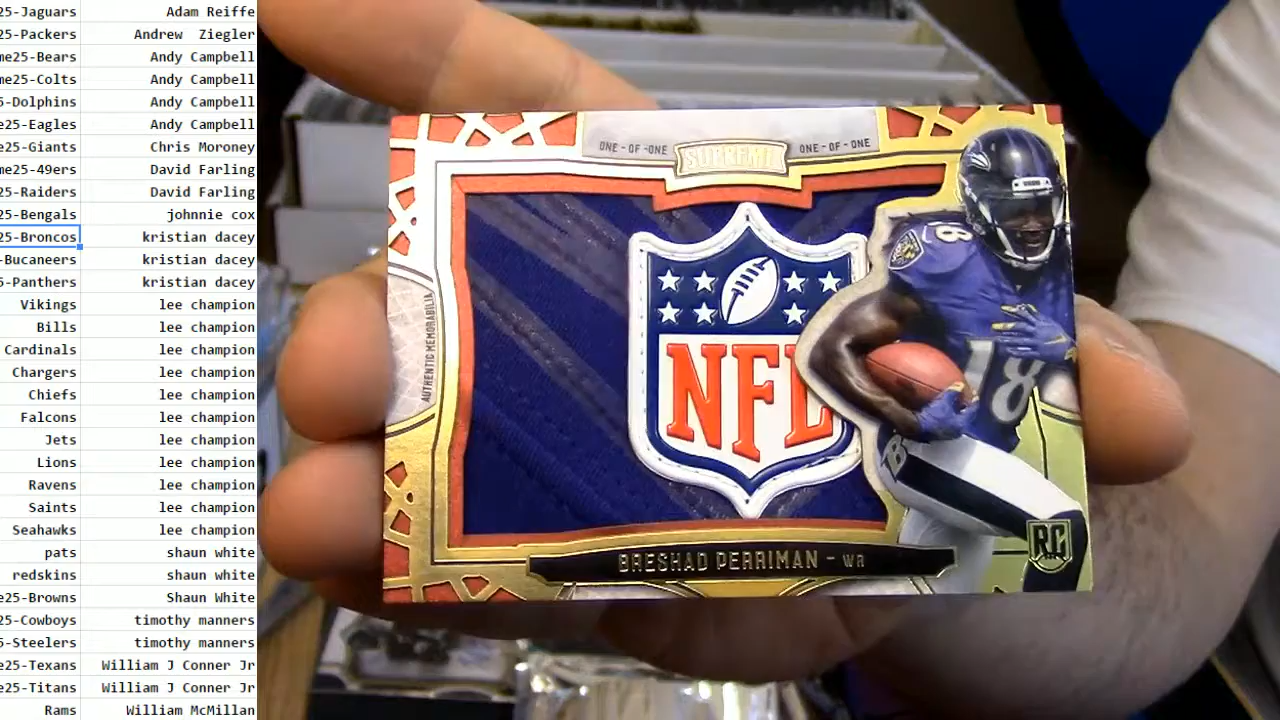 25-Jaguars Adam Reiffe
25-Packers Andrew Ziegler
me25-Bears Andy Campbell
me25-Colts Andy Campbell
5-Dolphins Andy Campbell
e25-Eagles Andy Campbell
e25-Giants Chris Moroney
me25-49ers David Farling
25-Raiders David Farling
25-Bengals johnnie cox
25-Broncos kristian dacey
-Bucaneers kristian dacey
5-Panthers kristian dacey
Vikings lee champion
Bills lee champion
Cardinals lee champion
Chargers lee champion
Chiefs lee champion
Falcons lee champion
Jets lee champion
Lions lee champion
Ravens lee champion
Saints lee champion
Seahawks lee champion
pats shaun white
redskins shaun white
e25-Browns Shaun White
25-Cowboys timothy manners
5-Steelers timothy manners
e25-Texans William J Conner Jr
e25-Titans William J Conner Jr
Rams William McMillan
ONE-OF-ONE SUPREME ONE-OF-ONE
AUTHENTIC MEMORABILIA
NFL
18
18
BRESHAD PERRIMAN - WR
RC